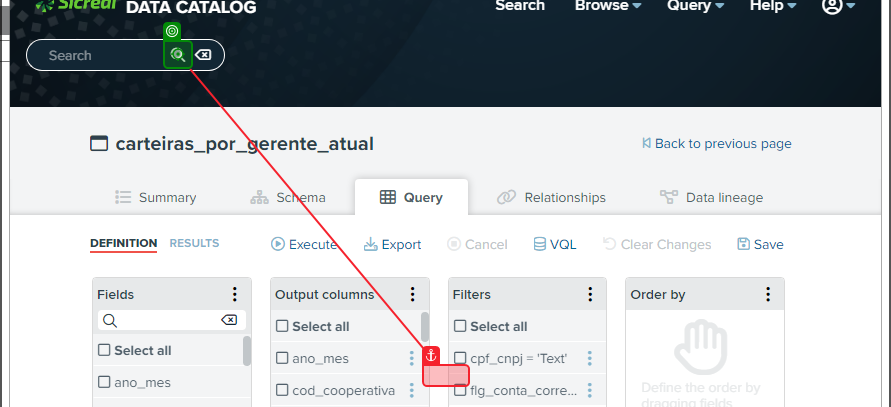 Sicredi DATA CATALOG
Search Browse Query Help
Search
carteiras_por_gerente_atual
Back to previous page
Summary Schema Query Relationships Data lineage
DEFINITION RESULTS Execute Export Cancel VQL Clear Changes Save
Fields Output columns Filters Order by
Select all Select all
Select all ano_mes cpf_cnpj = 'Text'
ano_mes cod_cooperativa flg_conta_corre...
Define the order by
dragging fields